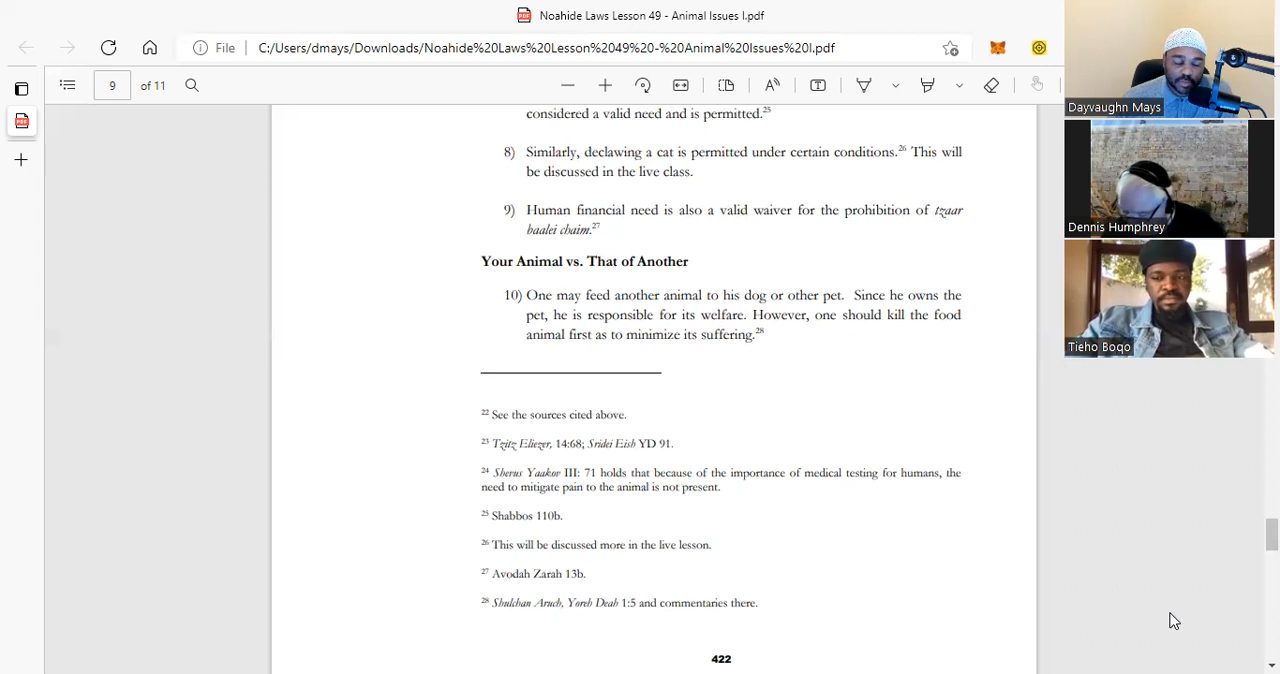 Noahide Laws Lesson 49 - Animal Issues I.pdf
File
C:/Users/dmays/Downloads/Noahide%20Laws%20Lesson%2049%20-%20Animal%20Issues%20I.pdf
9 of 11
considered a valid need and is permitted.25
8) Similarly, declawing a cat is permitted under certain conditions.26 This will
be discussed in the live class.
9) Human financial need is also a valid waiver for the prohibition of tzaar
baalei chaim.27
Your Animal vs. That of Another
10) One may feed another animal to his dog or other pet. Since he owns the
pet, he is responsible for its welfare. However, one should kill the food
animal first as to minimize its suffering.28
22 See the sources cited above.
23 Tzitz Eliezer, 14:68; Sridei Eish YD 91.
24 Sherus Yaakov III: 71 holds that because of the importance of medical testing for humans, the
need to mitigate pain to the animal is not present.
25 Shabbos 110b.
26 This will be discussed more in the live lesson.
27 Avodah Zarah 13b.
28 Shulchan Aruch, Yoreh Deah 1:5 and commentaries there.
422
Dayvaughn Mays
Dennis Humphrey
Tieho Boqo